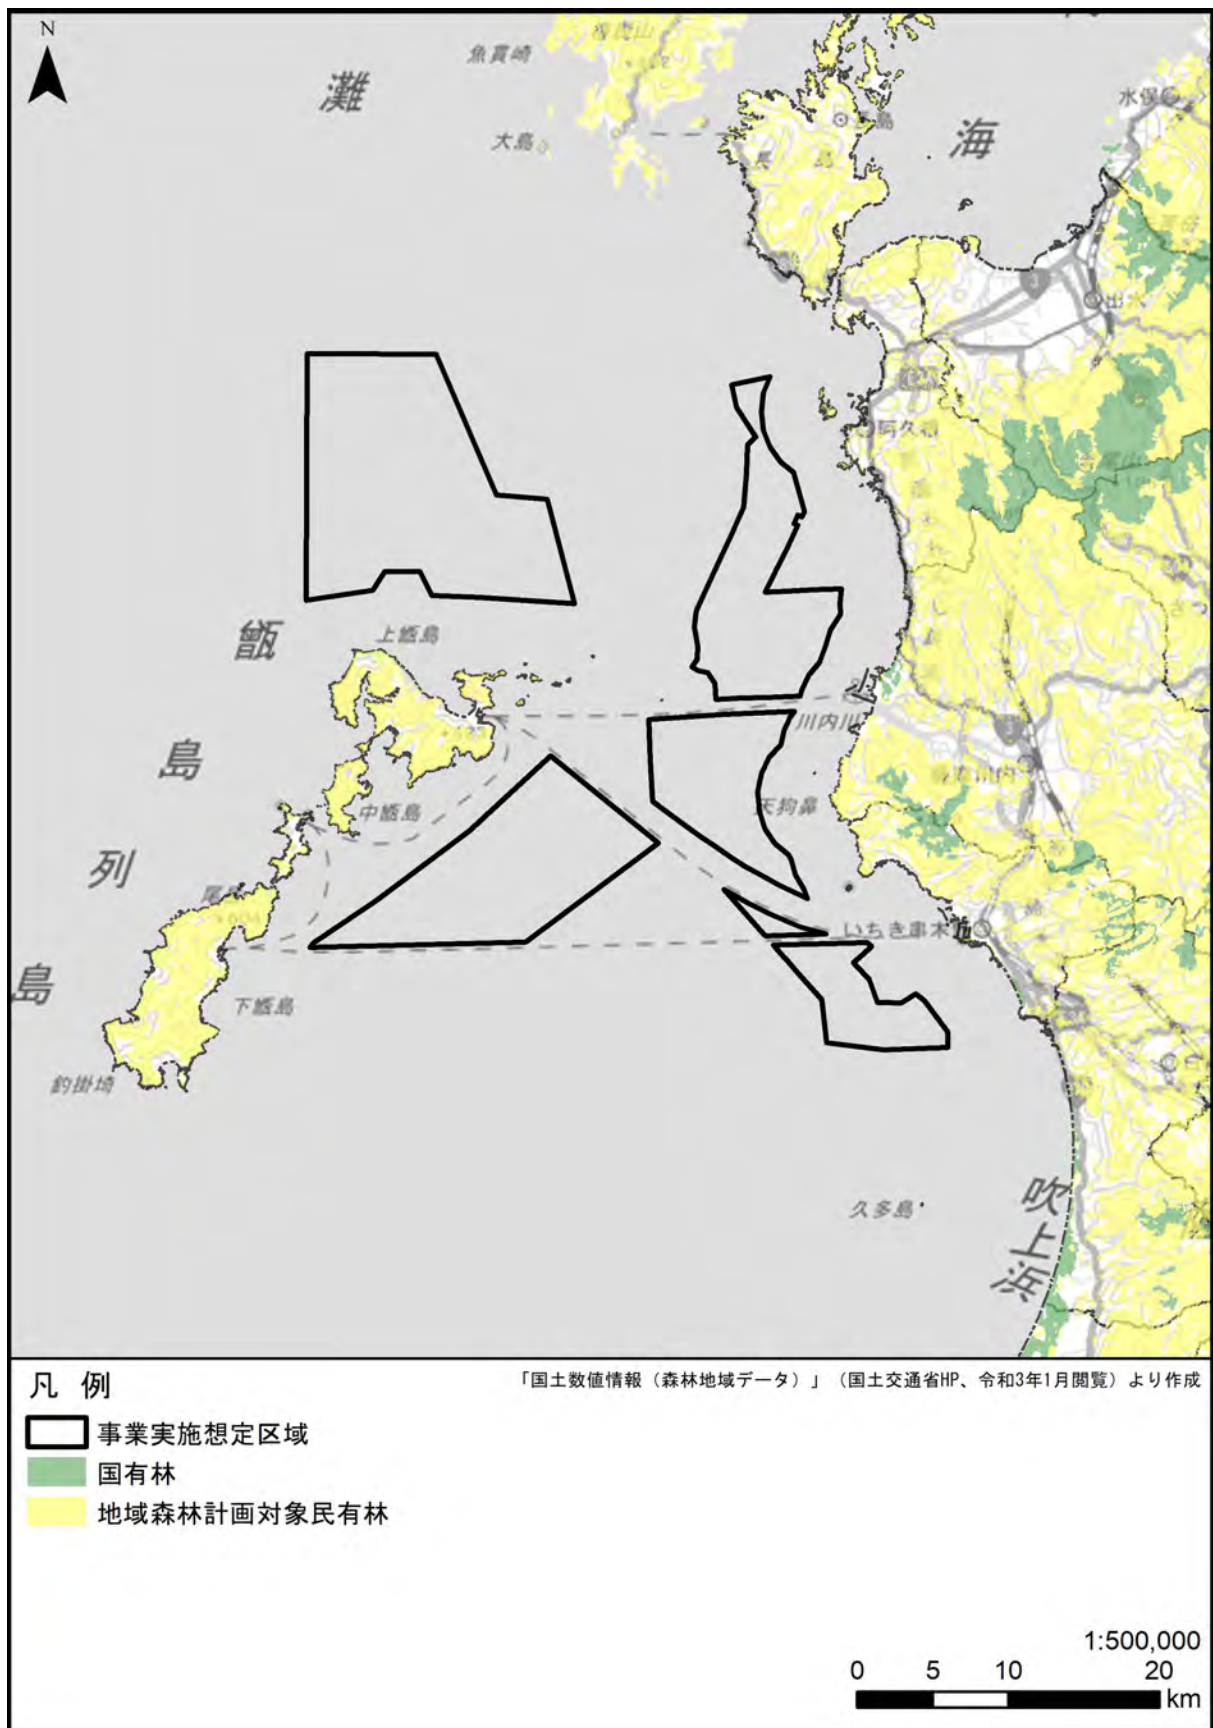 N
魚貫崎
灘
大島
海
水俣
長島
出水
阿久根
甑
島
列
島
上甑島
中甑島
下甑島
釣掛埼
604
川内川
天狗鼻
いちき串木
久多島
吹上浜
凡 例
「国土数値情報(森林地域データ)」(国土交通省HP、令和3年1月閲覧)より作成
事業実施想定区域
国有林
地域森林計画対象民有林
1:500,000
0 5 10 20
km